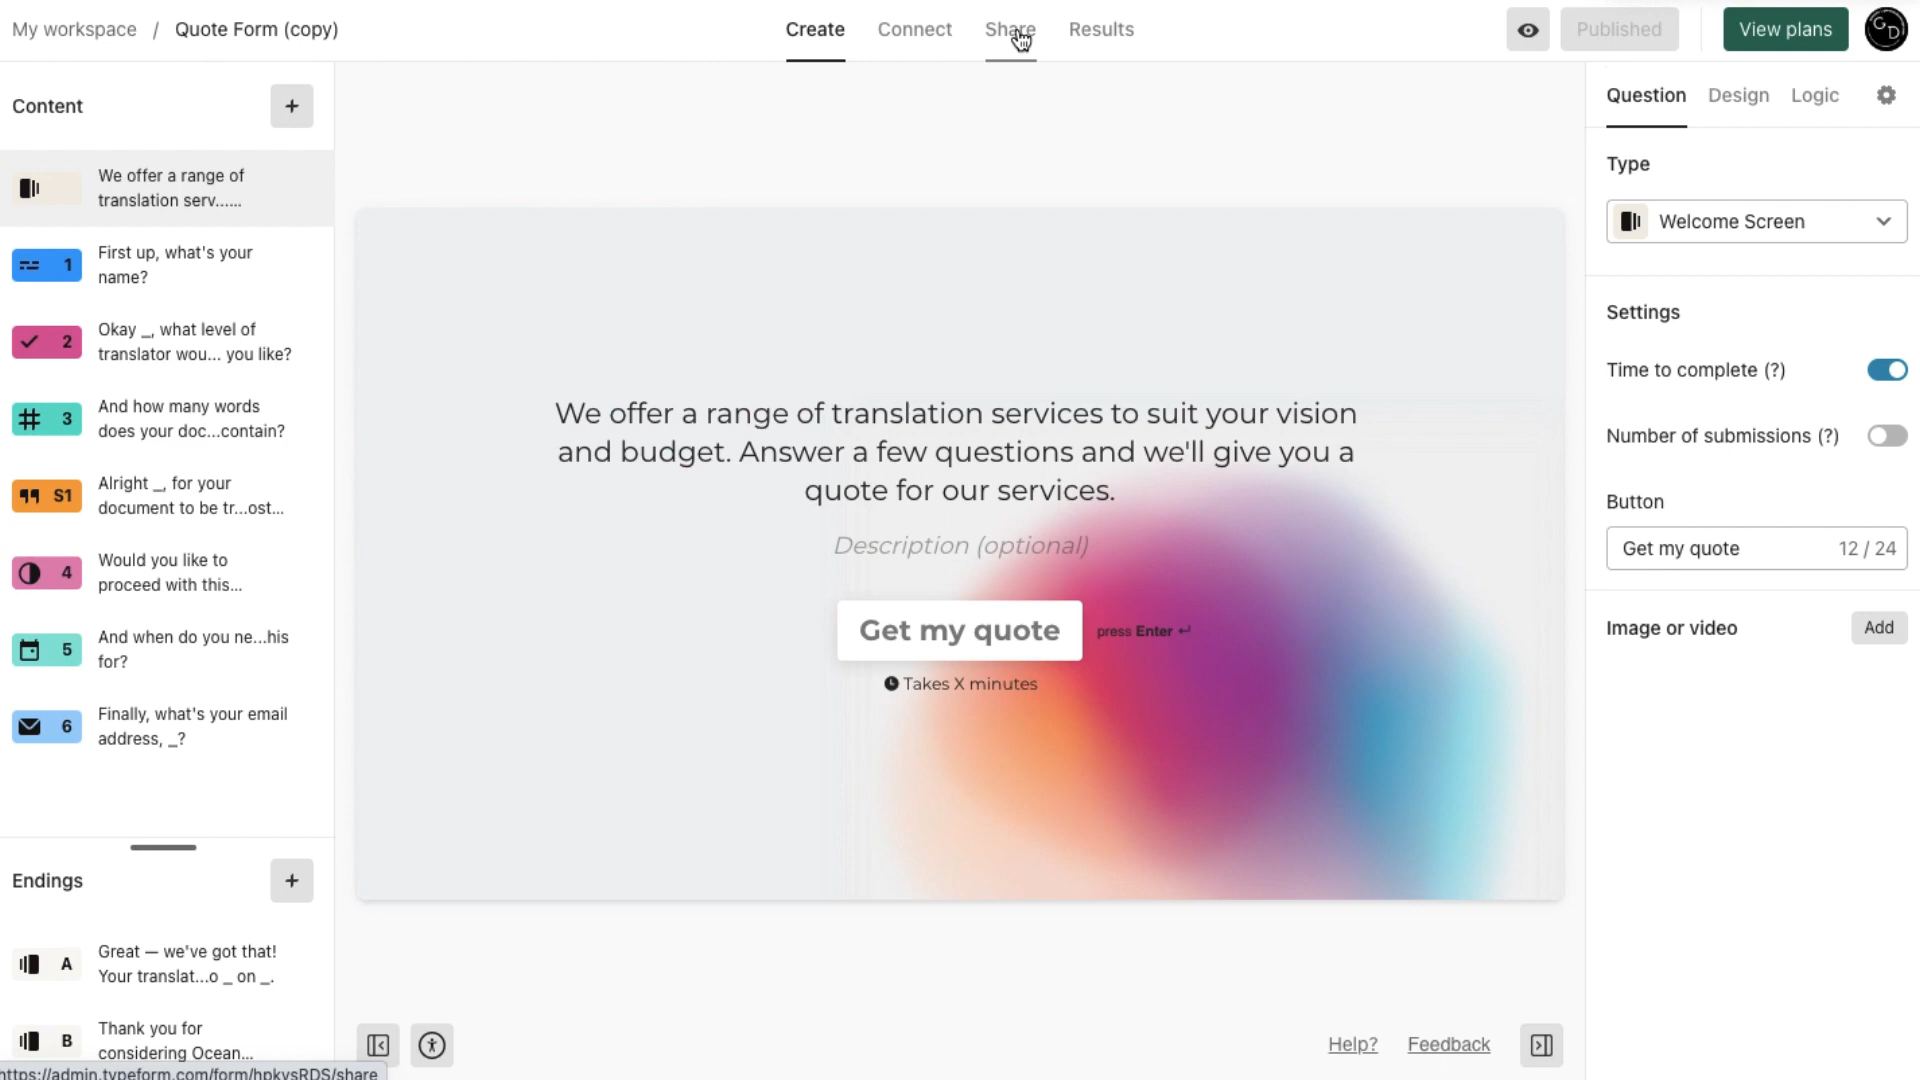 My workspace / Quote Form (copy)
Create
Connect
Share
Results
Published
View plans
G D
Content
+
We offer a range of
translation serv......
1
First up, what's your
name?
2
Okay _, what level of
translator wou... you like?
3
And how many words
does your doc...contain?
S1
Alright _, for your
document to be tr...ost...
4
Would you like to
proceed with this...
5
And when do you ne...his
for?
6
Finally, what's your email
address, _?
Endings
+
A
Great — we've got that!
Your translat...o _ on _.
B
Thank you for
considering Ocean...
https://admin.typeform.com/form/hpkysRDS/share
We offer a range of translation services to suit your vision
and budget. Answer a few questions and we'll give you a
quote for our services.
Description (optional)
Get my quote
press Enter ↵
Takes X minutes
Help?
Feedback
Question
Design
Logic
Type
Welcome Screen
Settings
Time to complete (?)
Number of submissions (?)
Button
Get my quote 12 / 24
Image or video
Add